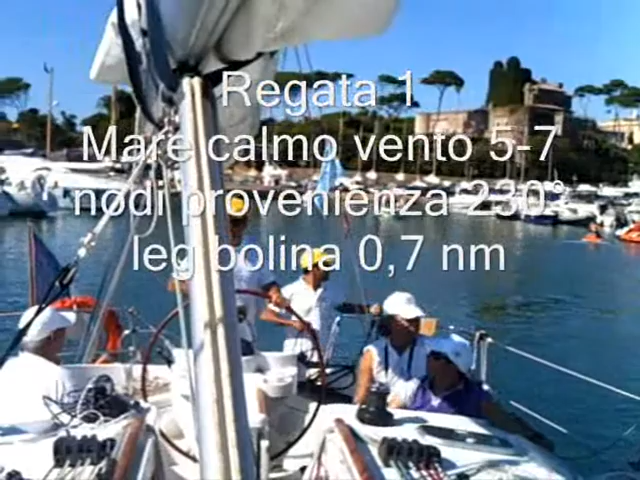 Regata 1
Mare calmo vento 5-7
nodi provenienza 230°
leg bolina 0,7 nm